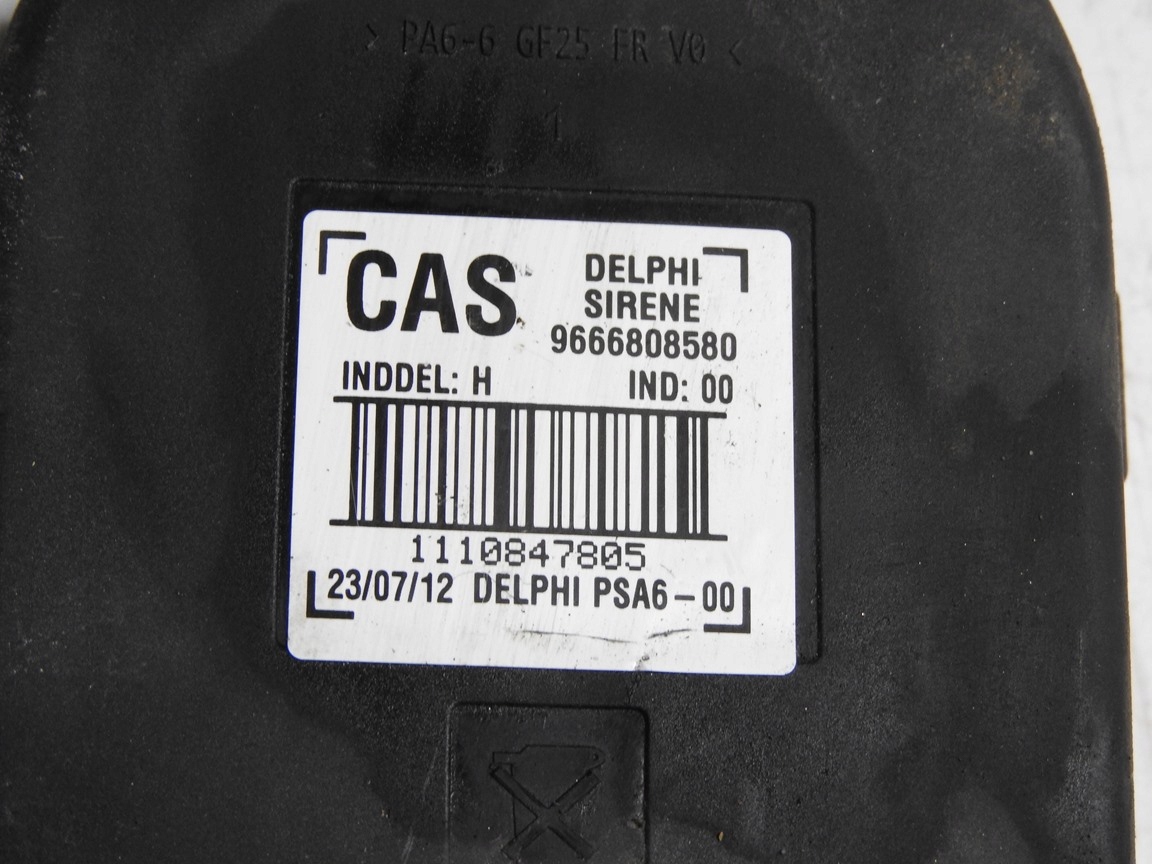 > PA6-6 GF25 FR V0 <
1
CAS
DELPHI
SIRENE
9666808580
INDDEL: H IND: 00
1110847805
23/07/12 DELPHI PSA6-00